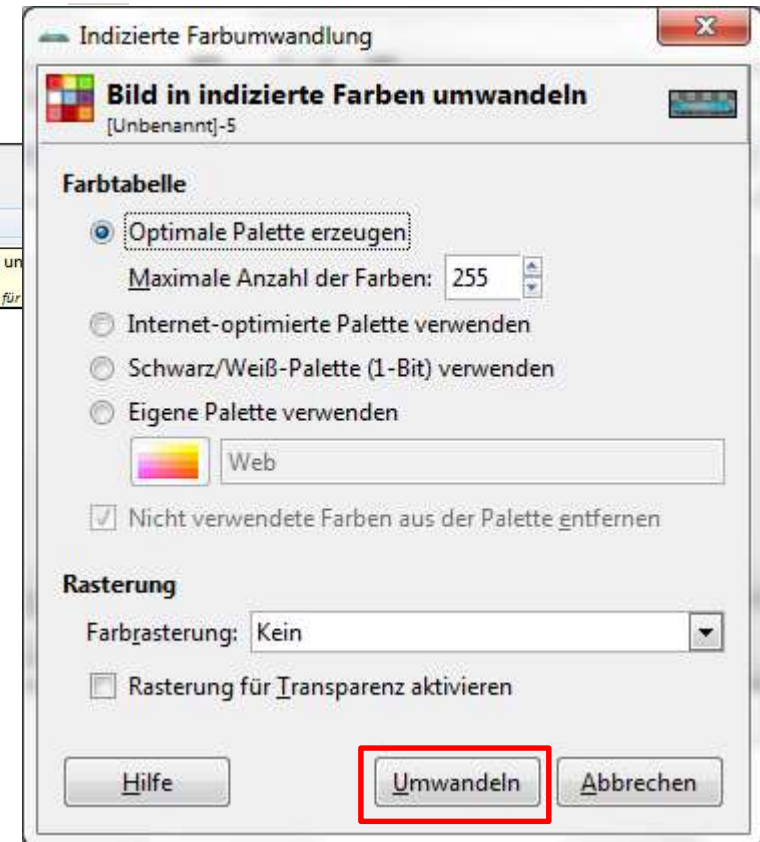 Indizierte Farbumwandlung
Bild in indizierte Farben umwandeln
[Unbenannt]-5
Farbtabelle
Optimale Palette erzeugen
un
Maximale Anzahl der Farben: 255
für
Internet-optimierte Palette verwenden
Schwarz/Weiß-Palette (1-Bit) verwenden
Eigene Palette verwenden
Web
Nicht verwendete Farben aus der Palette entfernen
Rasterung
Farbrasterung: Kein
Rasterung für Transparenz aktivieren
Hilfe Umwandeln Abbrechen